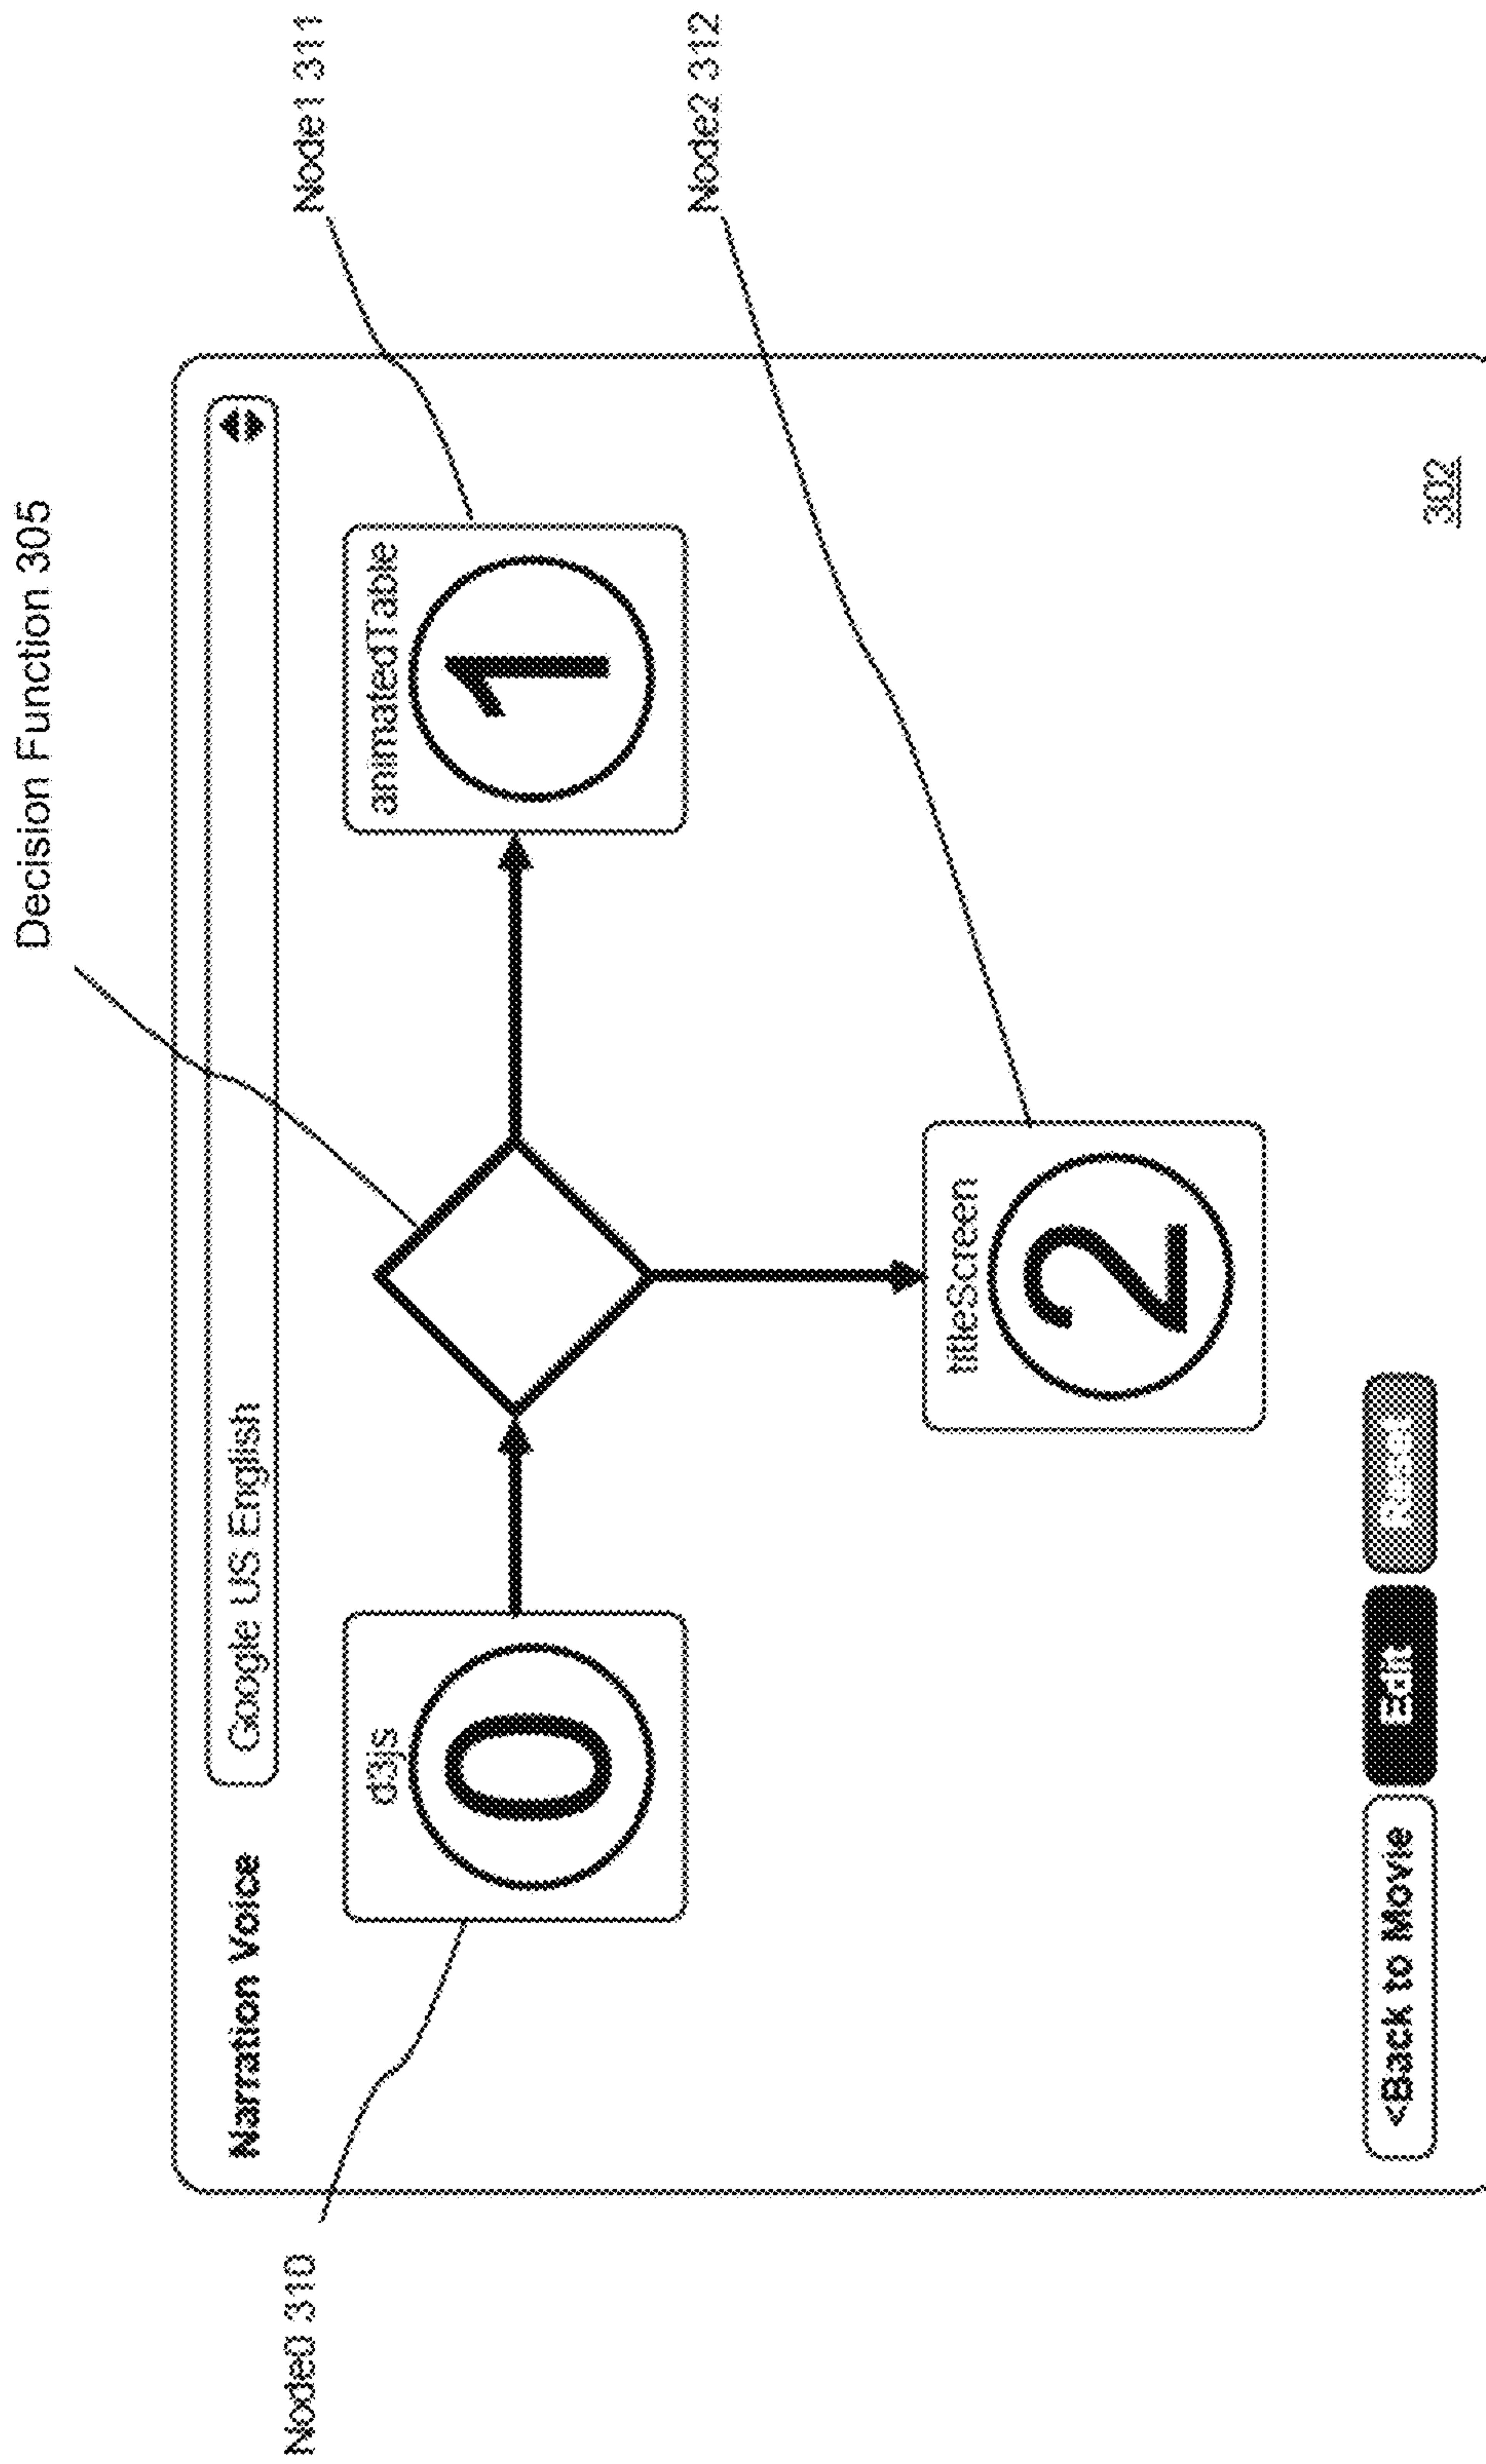 Decision Function 305
Narration Voice
Google US English
Node0 310
d3js
0
animatedTable
1
Node1 311
titleScreen
2
Node2 312
<Back to Movie
Edit
Reset
302